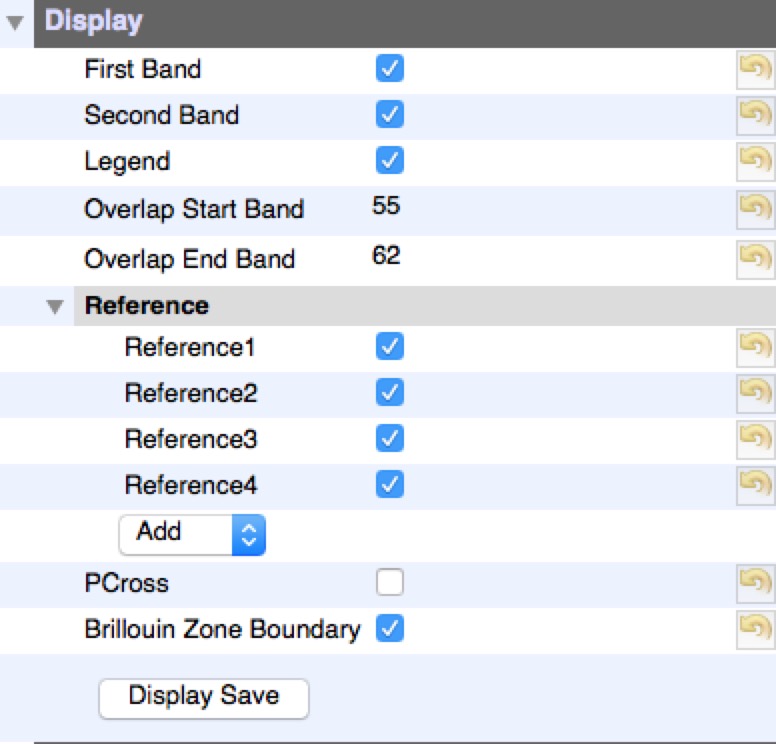 Display
First Band
Second Band
Legend
Overlap Start Band 55
Overlap End Band 62
Reference
Reference1
Reference2
Reference3
Reference4
Add
PCross
Brillouin Zone Boundary
Display Save